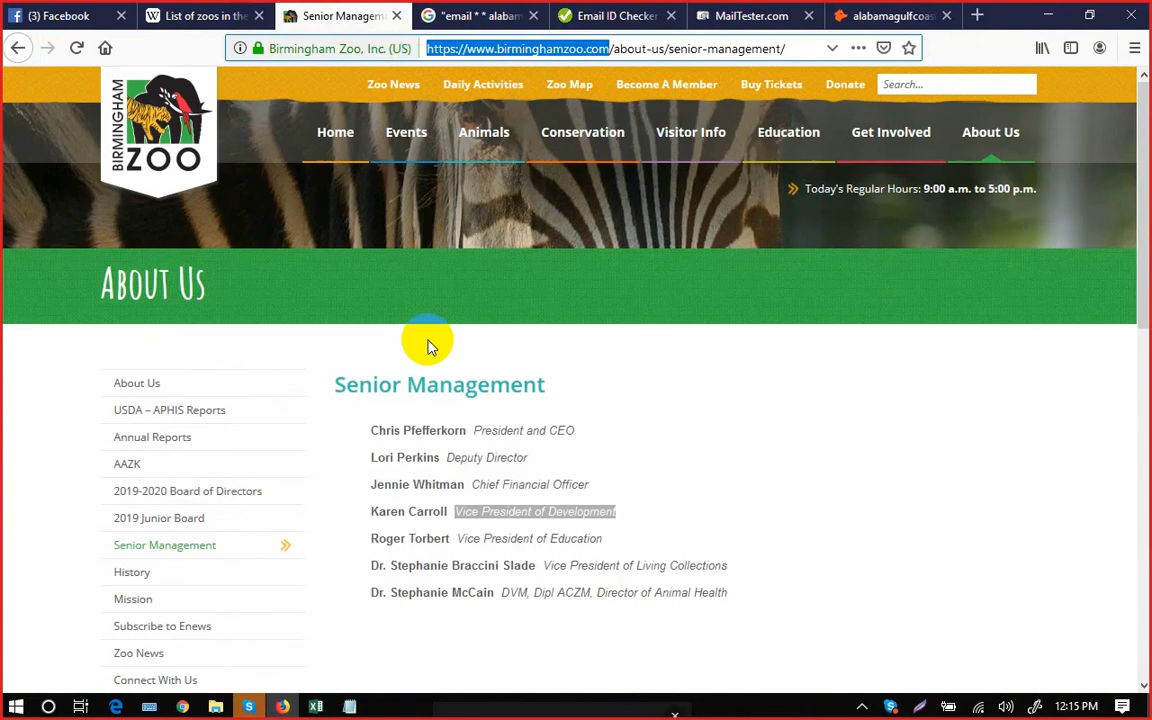 (3) Facebook
List of zoos in the
Senior Managem
"email * * alabam
Email ID Checker
MailTester.com
alabamagulfcoas
Birmingham Zoo, Inc. (US)
https://www.birminghamzoo.com/about-us/senior-management/
BIRMINGHAM
ZOO
Zoo News
Daily Activities
Zoo Map
Become A Member
Buy Tickets
Donate
Search...
Home
Events
Animals
Conservation
Visitor Info
Education
Get Involved
About Us
Today's Regular Hours: 9:00 a.m. to 5:00 p.m.
About Us
About Us
USDA – APHIS Reports
Annual Reports
AAZK
2019-2020 Board of Directors
2019 Junior Board
Senior Management
History
Mission
Subscribe to Enews
Zoo News
Connect With Us
Senior Management
Chris Pfefferkorn President and CEO
Lori Perkins Deputy Director
Jennie Whitman Chief Financial Officer
Karen Carroll Vice President of Development
Roger Torbert Vice President of Education
Dr. Stephanie Braccini Slade Vice President of Living Collections
Dr. Stephanie McCain DVM, Dipl ACZM, Director of Animal Health
12:15 PM